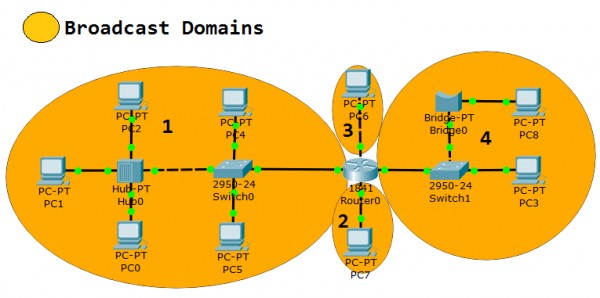 Broadcast Domains
PC-PT
PC2
1
PC-PT
PC4
PC-PT
PC1
Hub-PT
Hub0
2950-24
Switch0
PC-PT
PC0
PC-PT
PC5
PC-PT
PC6
3
1841
Router0
2
PC-PT
PC7
Bridge-PT
Bridge0
4
PC-PT
PC8
2950-24
Switch1
PC-PT
PC3